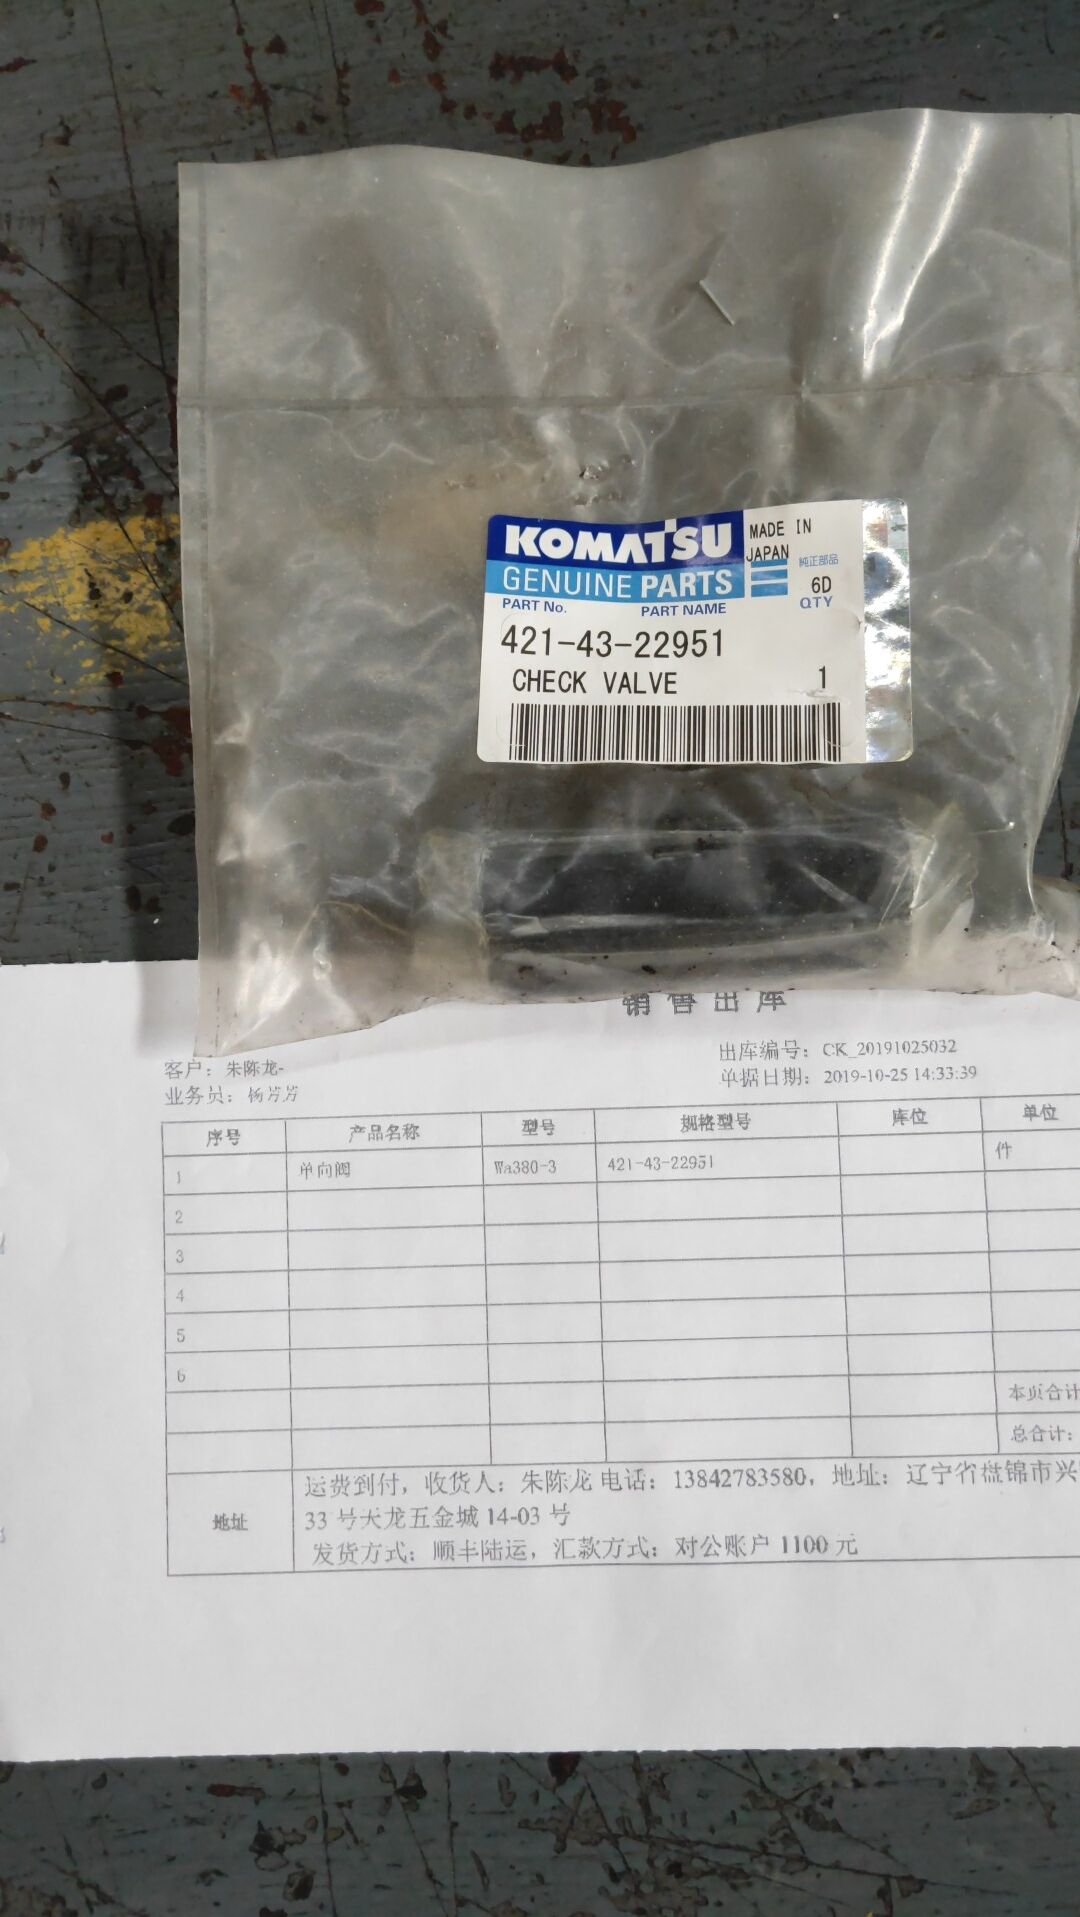 KOMATSU
MADE IN
JAPAN
純正部品
GENUINE PARTS
6D
PART No.
PART NAME
QTY
421-43-22951
CHECK VALVE
1
销售出库
客户：朱陈龙-
出库编号：CK_20191025032
业务员：杨芳芳
单据日期：2019-10-25 14:33:39
序号 产品名称 型号 规格型号 库位 单位
1 单向阀 Wa380-3 421-43-22951 件
2
3
4
5
6
本页合计
总合计：
地址
运费到付，收货人：朱陈龙 电话：13842783580，地址：辽宁省盘锦市兴
33 号天龙五金城 14-03 号
发货方式：顺丰陆运，汇款方式：对公账户 1100 元